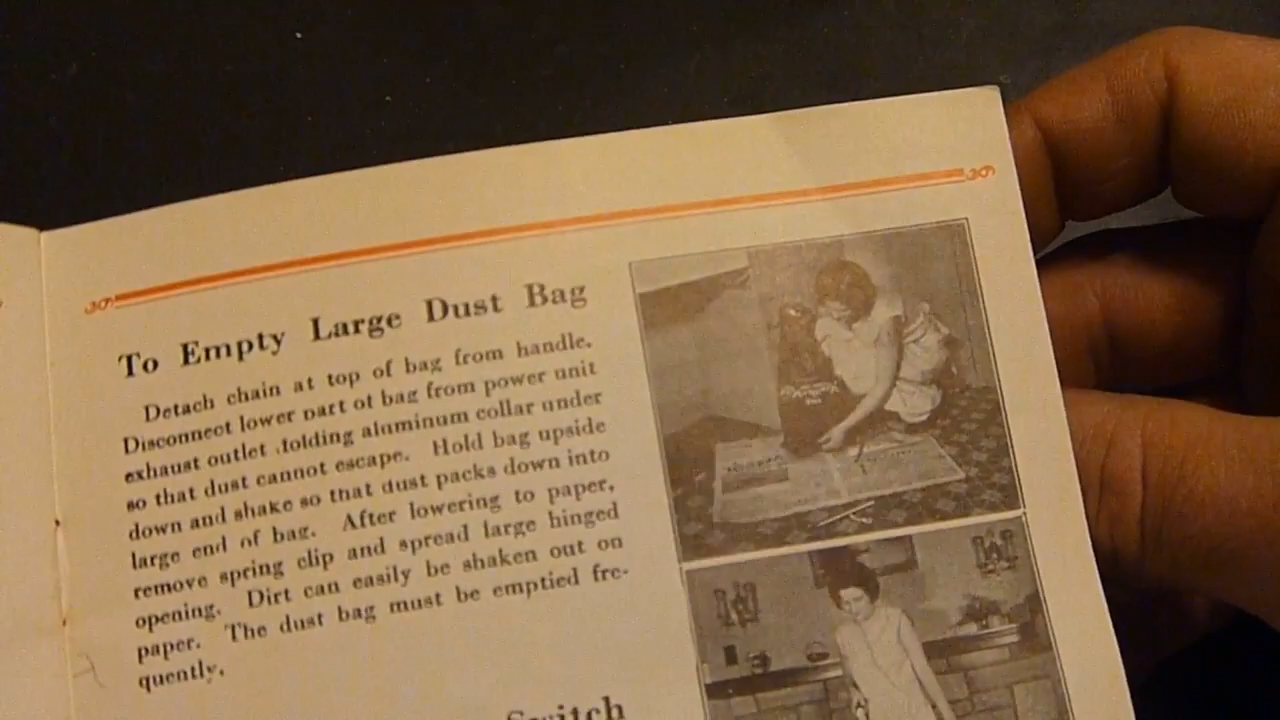 To Empty Large Dust Bag
Detach chain at top of bag from handle.
Disconnect lower part of bag from power unit
exhaust outlet ,folding aluminum collar under
so that dust cannot escape. Hold bag upside
down and shake so that dust packs down into
large end of bag. After lowering to paper,
remove spring clip and spread large hinged
opening. Dirt can easily be shaken out on
paper. The dust bag must be emptied fre-
quently.
Switch